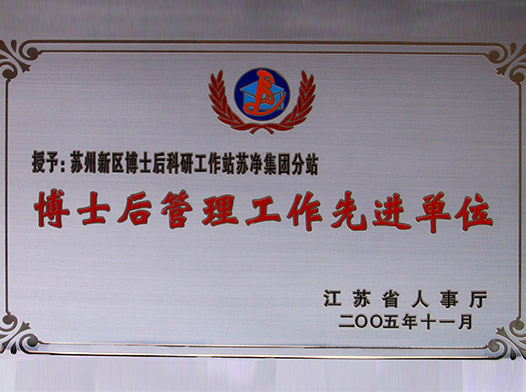 授予：苏州新区博士后科研工作站苏净集团分站
博士后管理工作先进单位
江苏省人事厅
二〇〇五年十一月